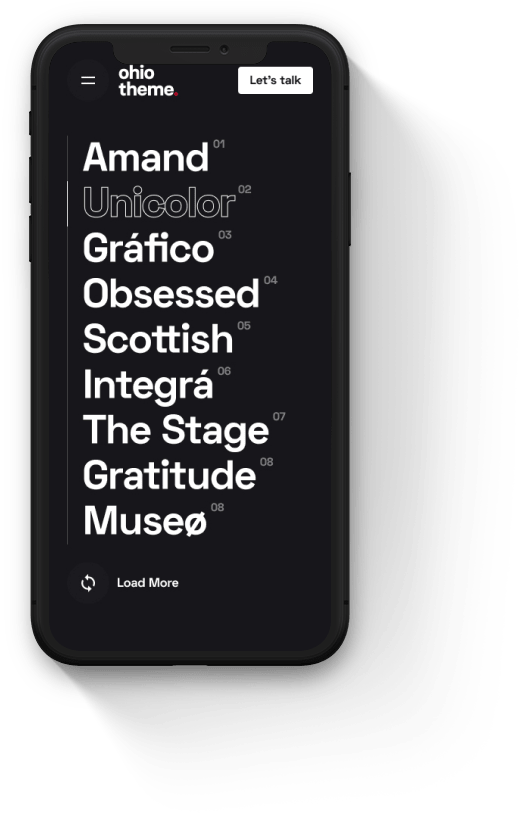 ohio
theme.
Let's talk
Amand 01
Unicolor 02
Gráfico 03
Obsessed 04
Scottish 05
Integrá 06
The Stage 07
Gratitude 08
Museø 08
Load More